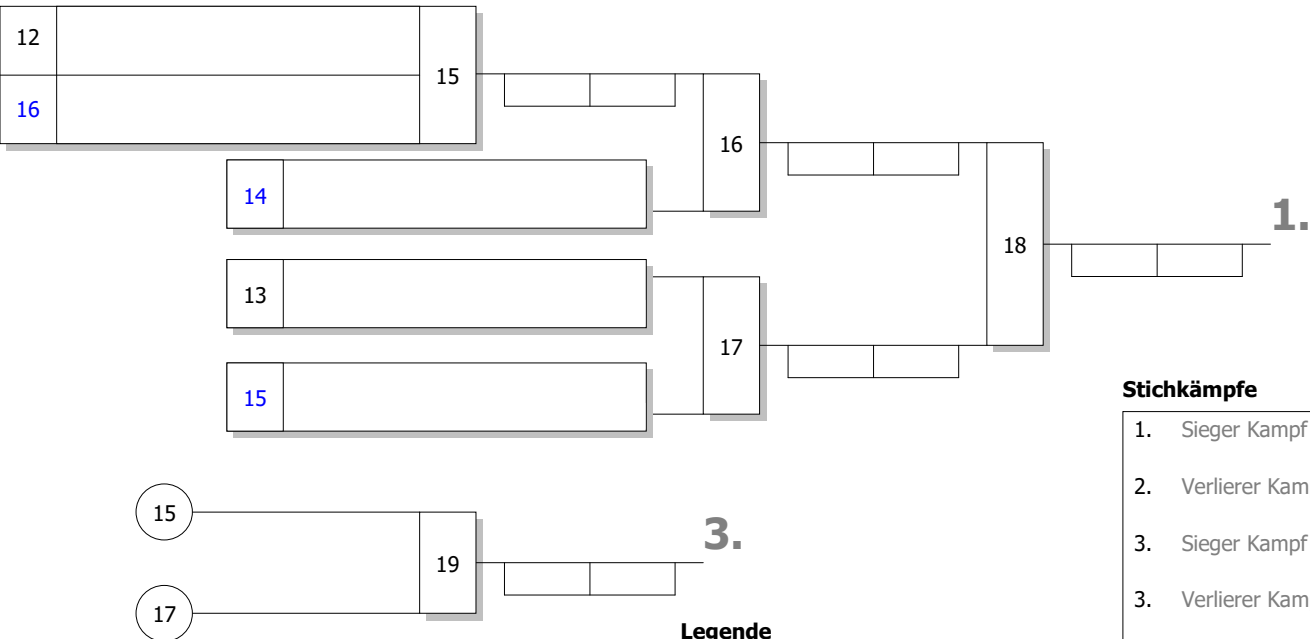 12
15
16
16
14
1.
18
13
17
15
Stichkämpfe
1. Sieger Kampf
2. Verlierer Kam
15
3.
3. Sieger Kampf
19
3. Verlierer Kam
17
Legende